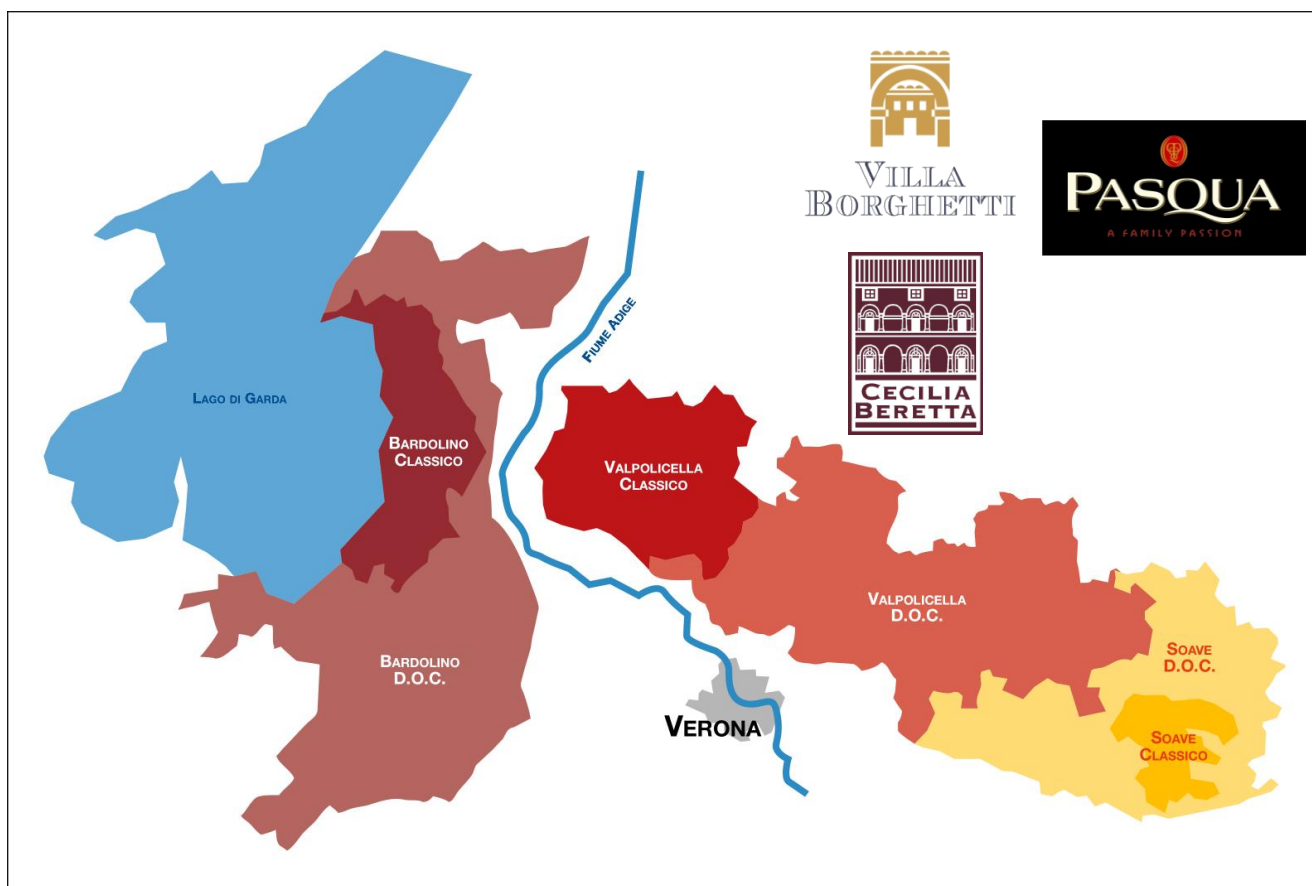 VILLA
BORGHETTI
PASQUA
A FAMILY PASSION
CECILIA
BERETTA
FIUME ADIGE
LAGO DI GARDA
BARDOLINO
CLASSICO
VALPOLICELLA
CLASSICO
VALPOLICELLA
D.O.C.
BARDOLINO
D.O.C.
SOAVE
D.O.C.
VERONA
SOAVE
CLASSICO